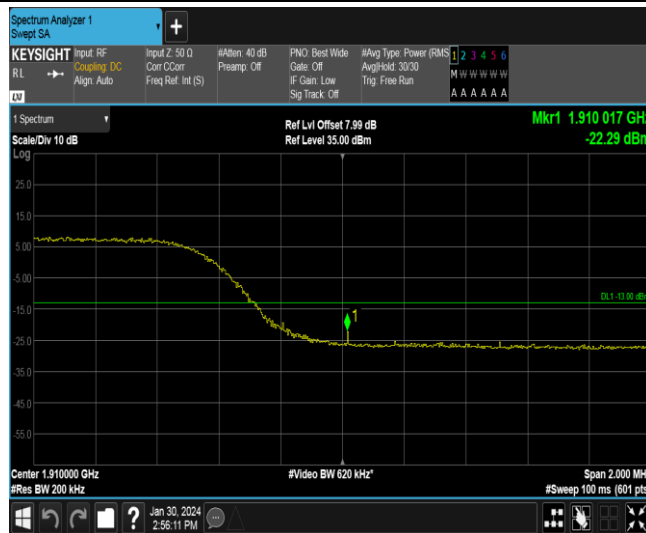 Spectrum Analyzer 1
Swept SA
KEYSIGHT
RL
LXI
Input: RF
Coupling: DC
Align: Auto
Input Z: 50 Ω
Corr CCorr
Freq Ref: Int (S)
#Atten: 40 dB
Preamp: Off
PNO: Best Wide
Gate: Off
IF Gain: Low
Sig Track: Off
#Avg Type: Power (RMS
Avg|Hold: 30/30
Trig: Free Run
1 2 3 4 5 6
M W W W W W
A A A A A A
1 Spectrum
Scale/Div 10 dB
Log
Ref Lvl Offset 7.99 dB
Ref Level 35.00 dBm
Mkr1 1.910 017 GHz
-22.29 dBm
25.0
15.0
5.00
-5.00
DL1 -13.00 dBm
-15.0
1
-25.0
-35.0
-45.0
-55.0
Center 1.910000 GHz
#Video BW 620 kHz*
Span 2.000 MH
#Res BW 200 kHz
#Sweep 100 ms (601 pts
?
Jan 30, 2024
2:56:11 PM